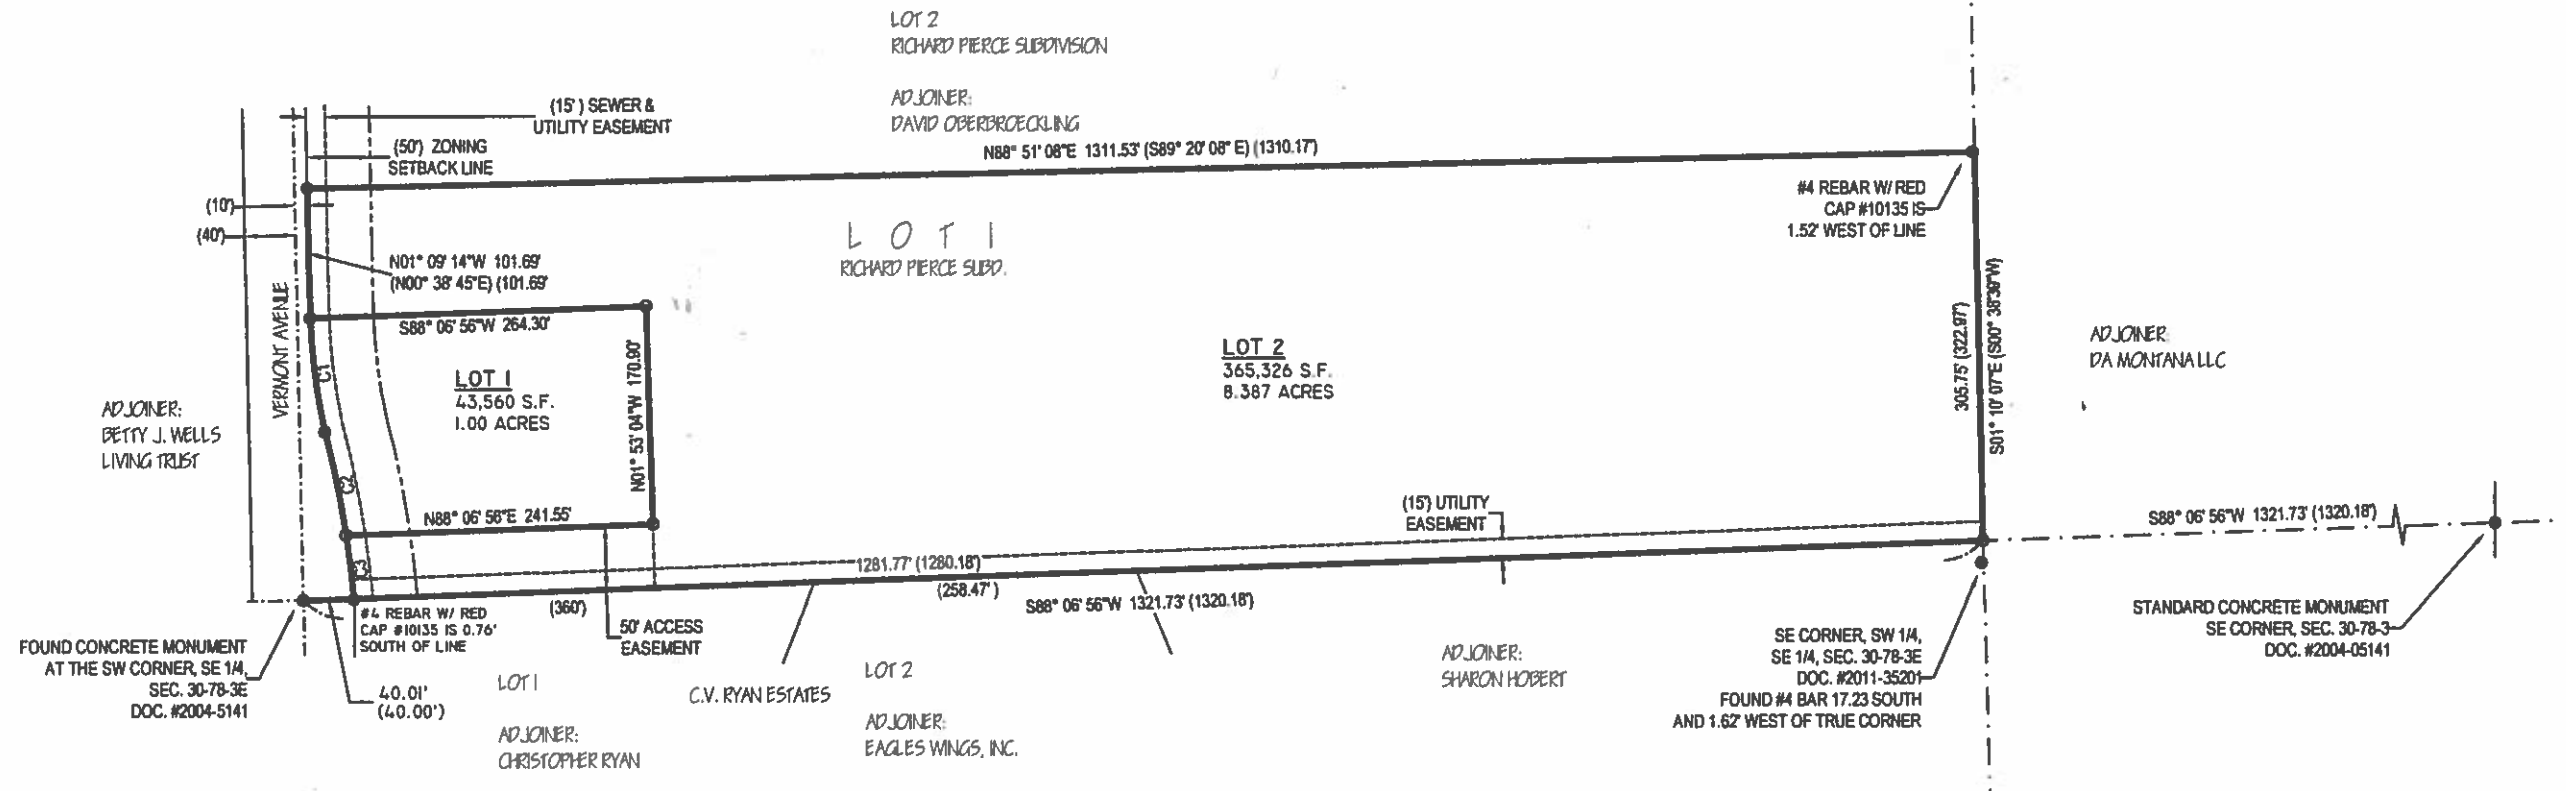 LOT 2
RICHARD PIERCE SUBDIVISION
ADJOINER:
DAVID OBERBROECKLING
(15') SEWER &
UTILITY EASEMENT
(50') ZONING
SETBACK LINE
N88° 51' 08"E 1311.53' (S89° 20' 08" E) (1310.17')
#4 REBAR W/ RED
CAP #10135 IS
1.52' WEST OF LINE
(10')
(40')
LOT 1
RICHARD PIERCE SUBD.
N01° 09' 14"W 101.69'
(N00° 38' 45"E) (101.69'
VERMONT AVENUE
S88° 06' 56"W 264.30'
N01° 53' 04"W 170.90'
C1
LOT 1
43,560 S.F.
1.00 ACRES
LOT 2
365,326 S.F.
8.387 ACRES
305.75' (322.97')
S01° 10' 07"E (S00° 38'39"W)
ADJOINER:
DA MONTANA LLC
ADJOINER:
BETTY J. WELLS
LIVING TRUST
C2
N88° 06' 56"E 241.55'
(15') UTILITY
EASEMENT
S88° 06' 56"W 1321.73' (1320.18')
C3
1281.77' (1280.18')
(258.47')
(360')
S88° 06' 56"W 1321.73' (1320.18')
#4 REBAR W/ RED
CAP #10135 IS 0.76'
SOUTH OF LINE
50' ACCESS
EASEMENT
FOUND CONCRETE MONUMENT
AT THE SW CORNER, SE 1/4,
SEC. 30-78-3E
DOC. #2004-5141
40.01'
(40.00')
LOT 1
ADJOINER:
CHRISTOPHER RYAN
C.V. RYAN ESTATES
LOT 2
ADJOINER:
EAGLES WINGS, INC.
ADJOINER:
SHARON HOBERT
SE CORNER, SW 1/4,
SE 1/4, SEC. 30-78-3E
DOC. #2011-35201
FOUND #4 BAR 17.23 SOUTH
AND 1.62' WEST OF TRUE CORNER
STANDARD CONCRETE MONUMENT
SE CORNER, SEC. 30-78-3
DOC. #2004-05141